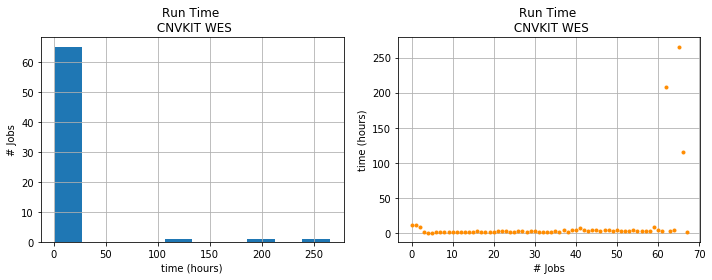 Run Time
CNVKIT WES
60
50
40
30
20
10
0
# Jobs
0 50 100 150 200 250
time (hours)
Run Time
CNVKIT WES
250
200
150
100
50
0
time (hours)
0 10 20 30 40 50 60 70
# Jobs